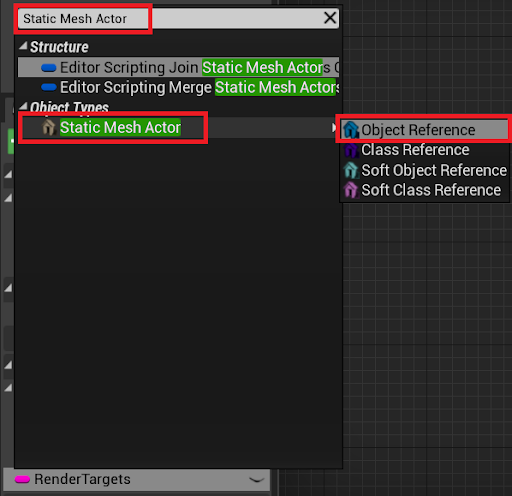 Static Mesh Actor
Structure
Editor Scripting Join Static Mesh Actors O
Editor Scripting Merge Static Mesh Actors
Object Types
Static Mesh Actor
Object Reference
Class Reference
Soft Object Reference
Soft Class Reference
RenderTargets